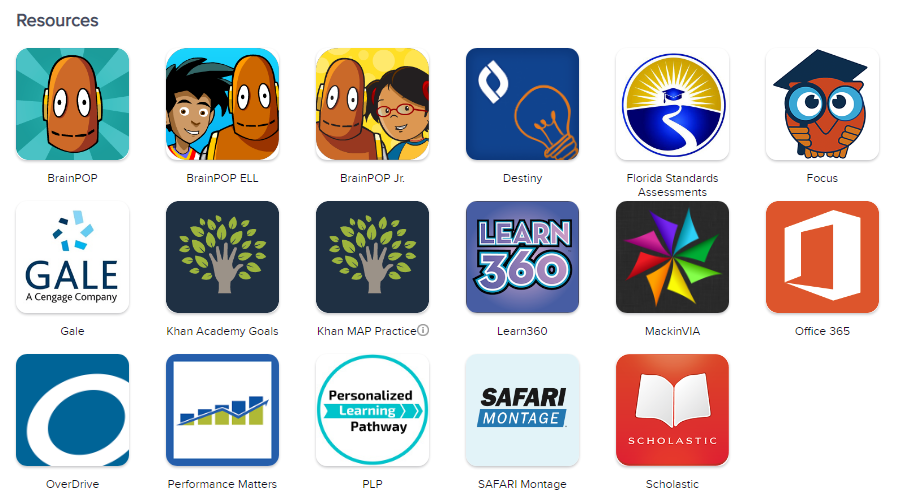 Resources
BrainPOP
BrainPOP ELL
BrainPOP Jr.
Destiny
Florida Standards
Assessments
Focus
GALE
A Cengage Company
LEARN
360
Gale
Khan Academy Goals
Khan MAP Practice
Learn360
MackinVIA
Office 365
Personalized
Learning
Pathway
SAFARI
MONTAGE
SCHOLASTIC
OverDrive
Performance Matters
PLP
SAFARI Montage
Scholastic